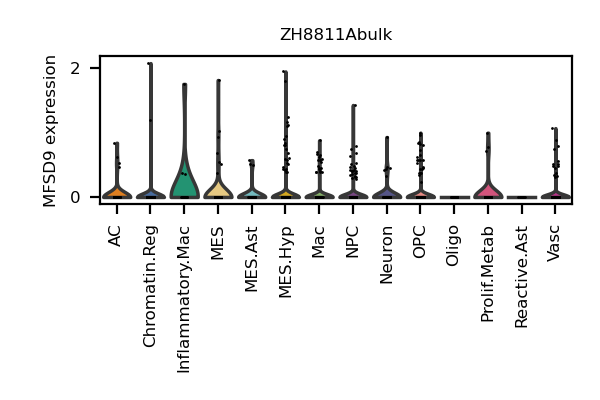 ZH8811Abulk
MFSD9 expression
2
0
AC
Chromatin.Reg
Inflammatory.Mac
MES
MES.Ast
MES.Hyp
Mac
NPC
Neuron
OPC
Oligo
Prolif.Metab
Reactive.Ast
Vasc